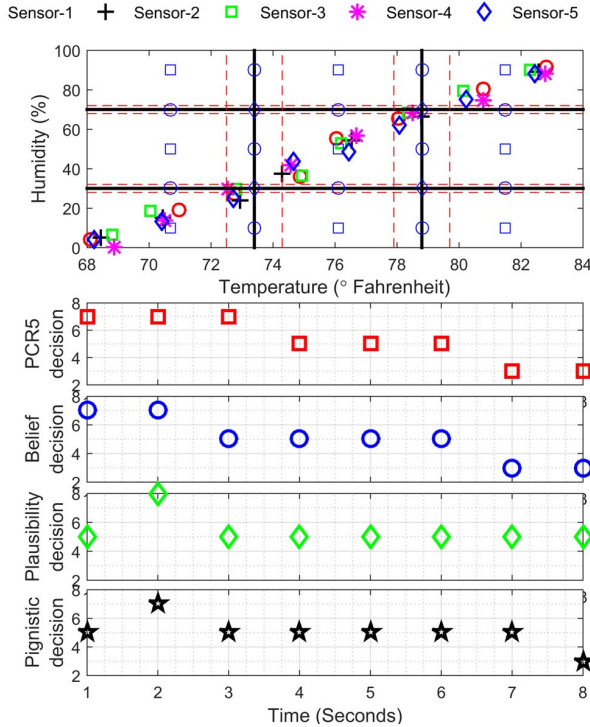 Sensor-1 Sensor-2 Sensor-3 Sensor-4 Sensor-5
100
80
60
40
20
0
Humidity (%)
68 70 72 74 76 78 80 82 84
Temperature (° Fahrenheit)
8
6
4
2
PCR5
decision
8
6
4
2
Belief
decision
8
6
4
2
Plausibility
decision
8
6
4
2
Pignistic
decision
1 2 3 4 5 6 7 8
Time (Seconds)